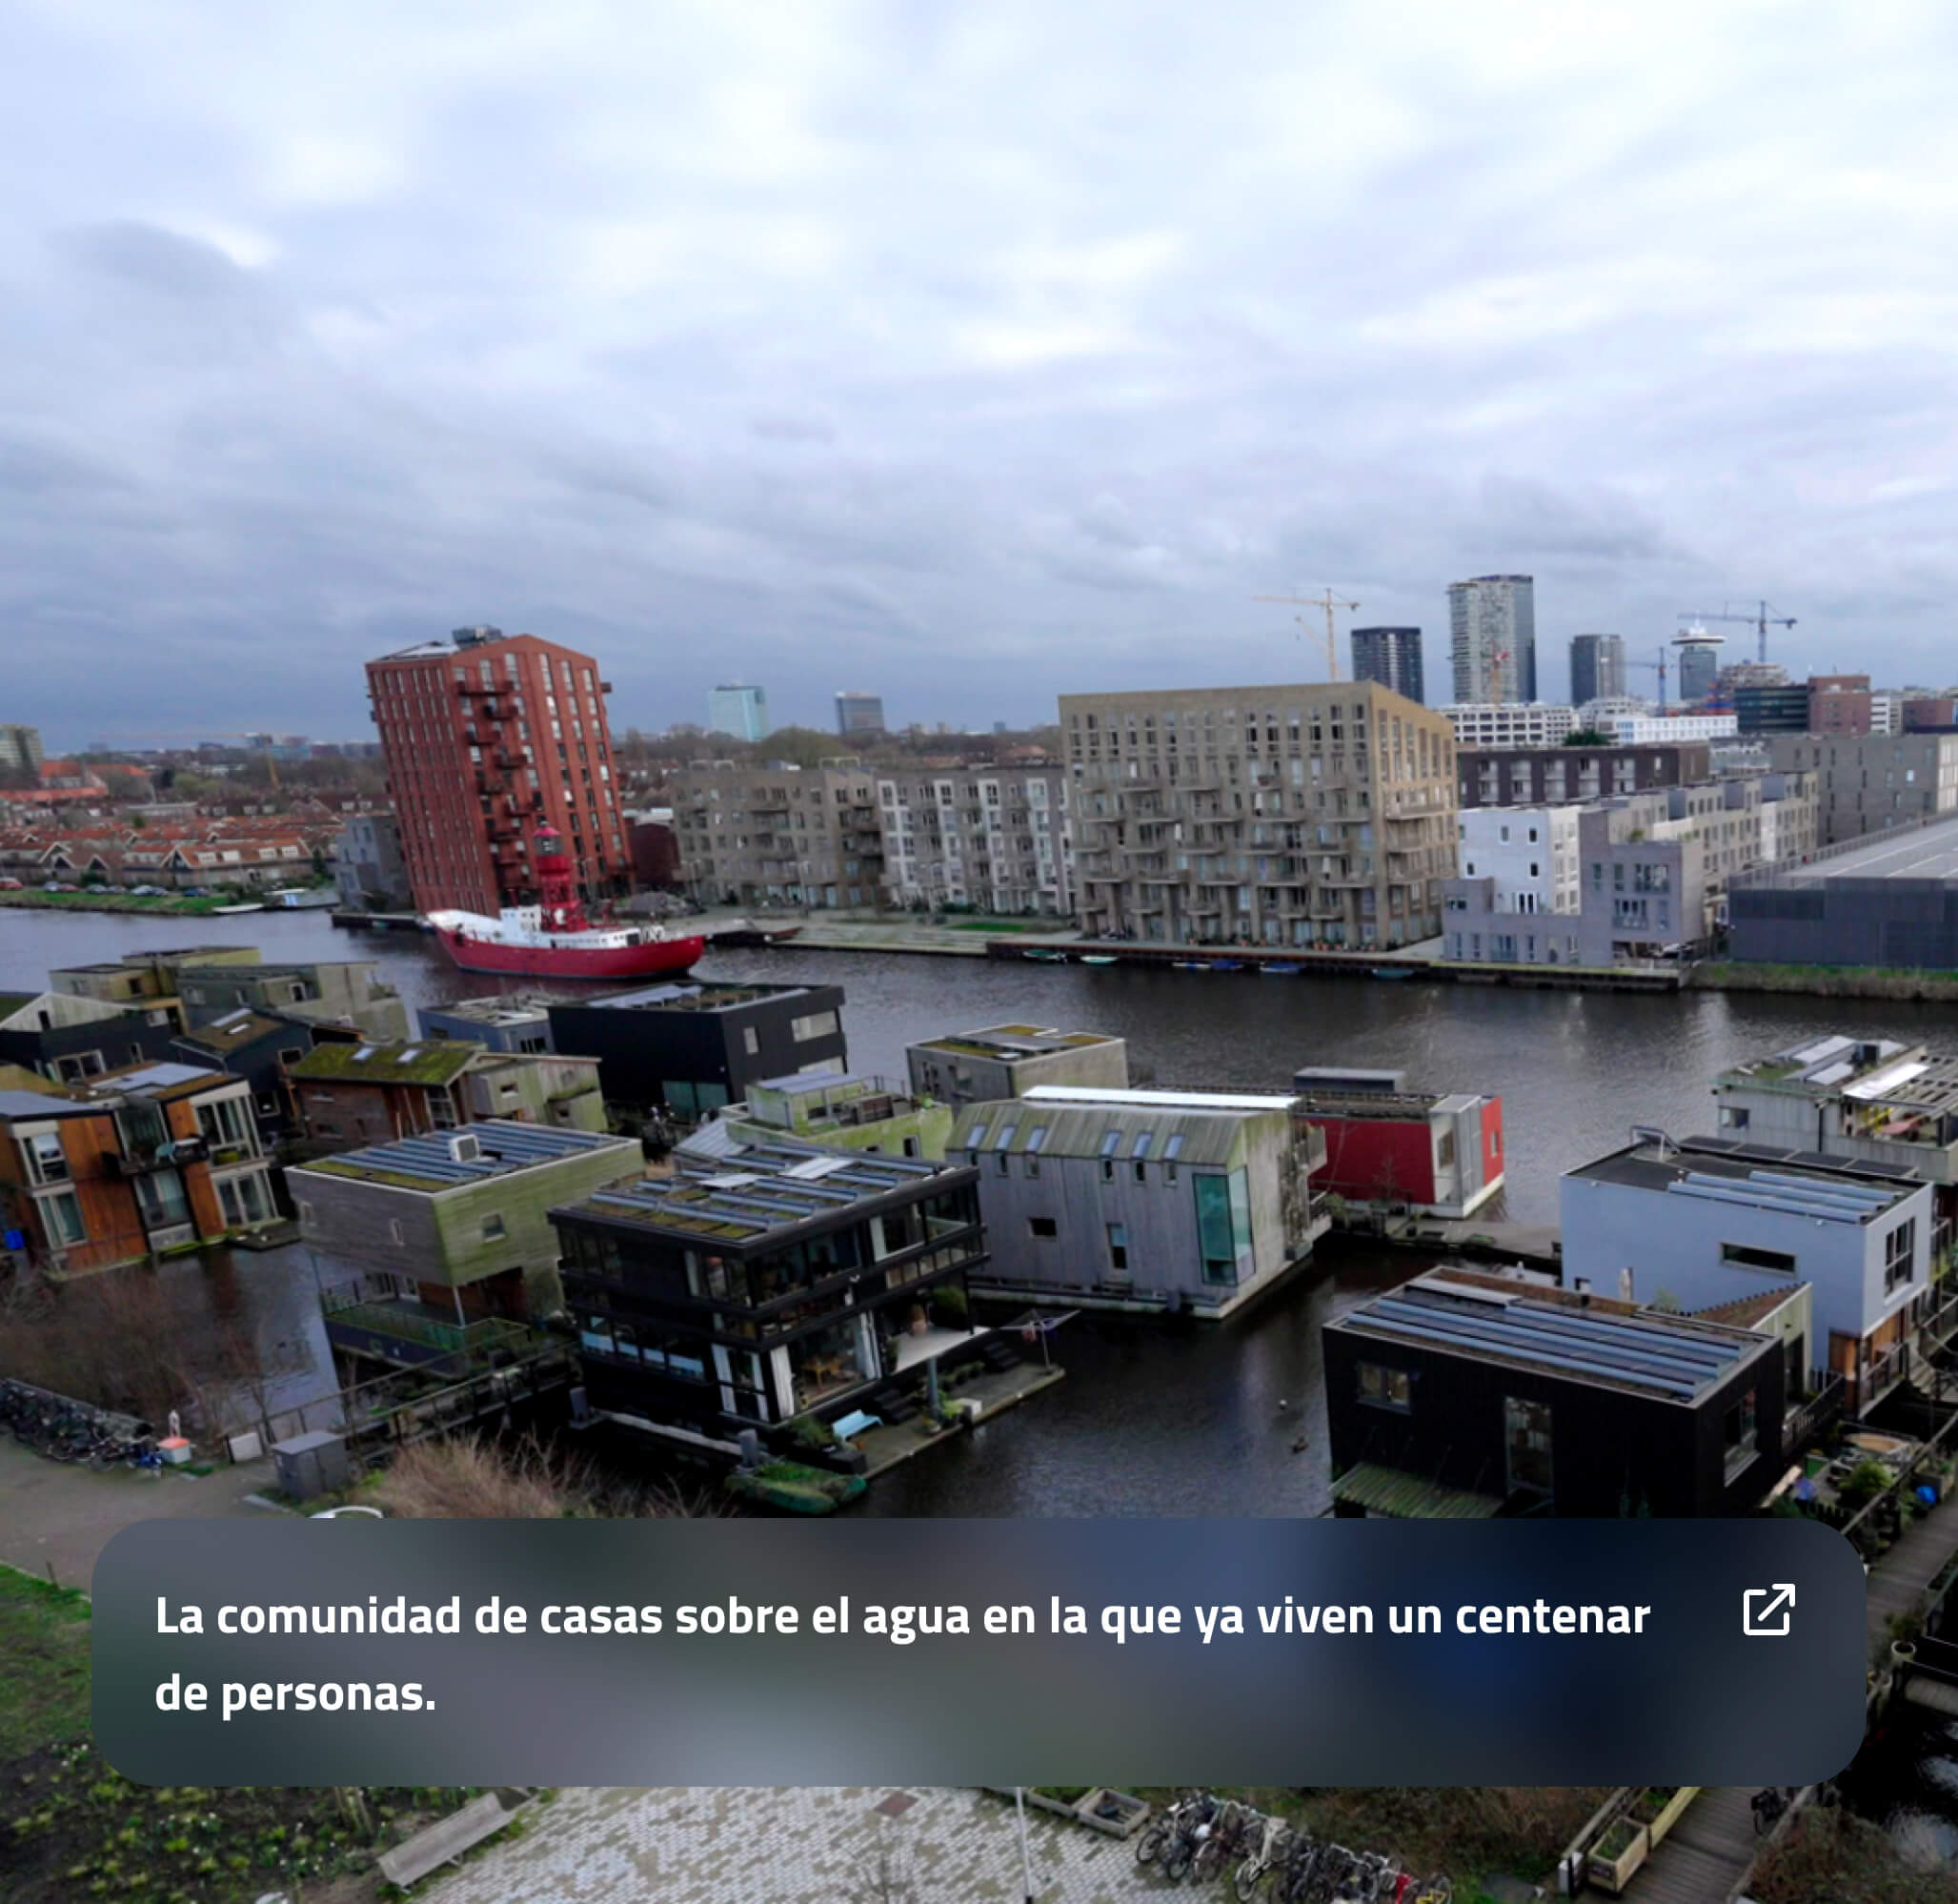 La comunidad de casas sobre el agua en la que ya viven un centenar
de personas.